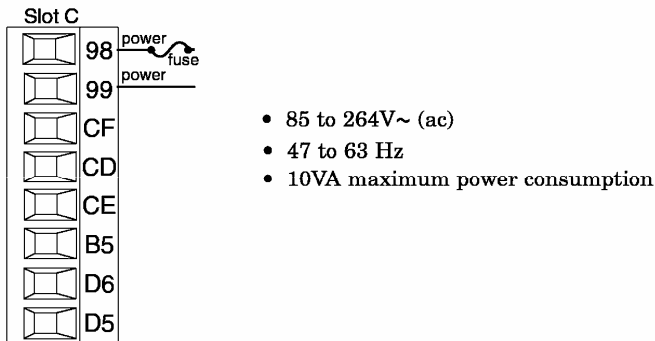 Slot C
98 power fuse
99 power
CF
CD
CE
B5
D6
D5
• 85 to 264V~ (ac)
• 47 to 63 Hz
• 10VA maximum power consumption